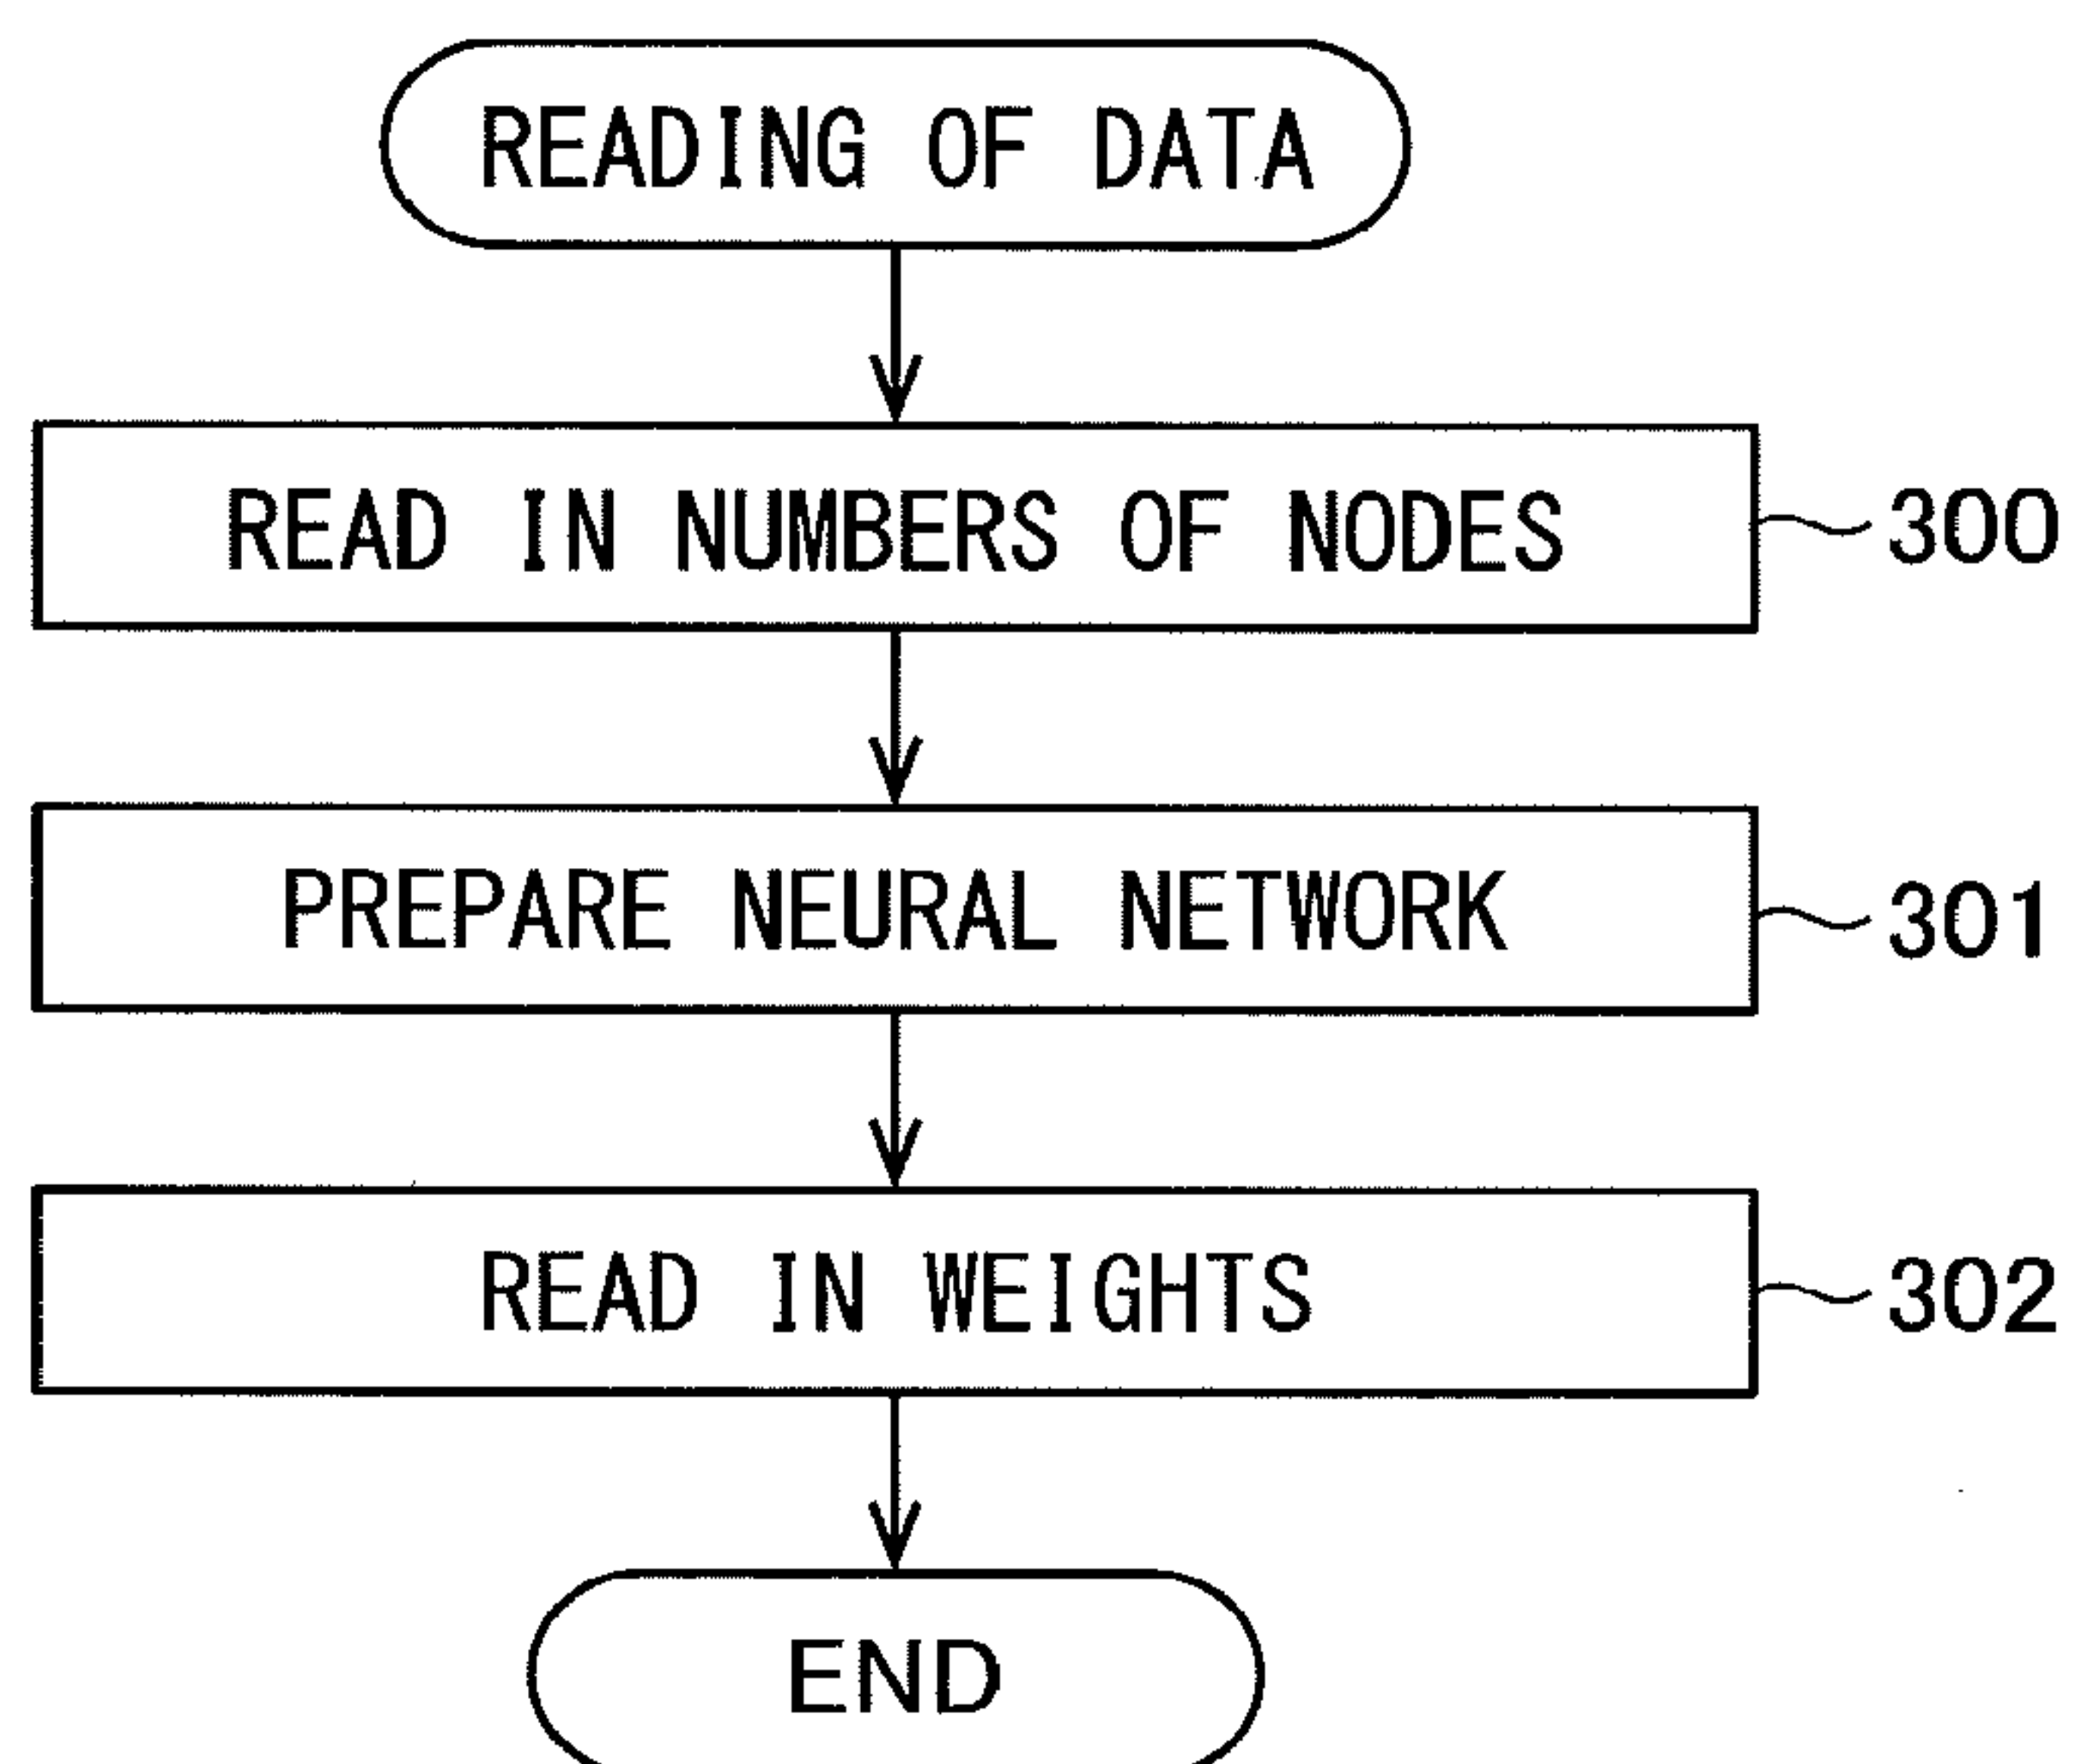 READING OF DATA
READ IN NUMBERS OF NODES
300
PREPARE NEURAL NETWORK
301
READ IN WEIGHTS
302
END